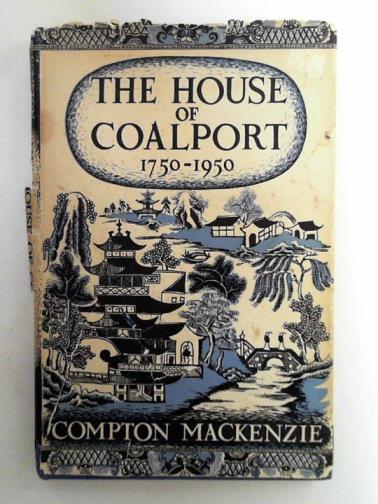 THE HOUSE
OF
COALPORT
1750-1950
COMPTON MACKENZIE